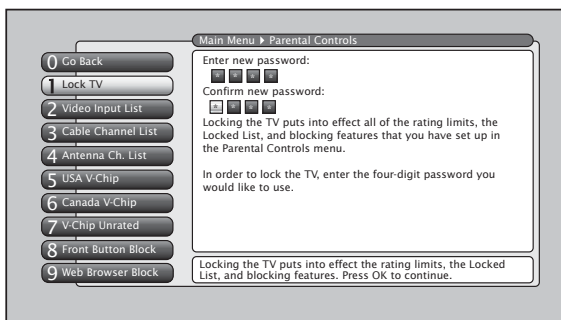 Main Menu ▶ Parental Controls
0 Go Back
1 Lock TV
2 Video Input List
3 Cable Channel List
4 Antenna Ch. List
5 USA V-Chip
6 Canada V-Chip
7 V-Chip Unrated
8 Front Button Block
9 Web Browser Block
Enter new password:
* * * *
Confirm new password:
* * * *
Locking the TV puts into effect all of the rating limits, the
Locked List, and blocking features that you have set up in
the Parental Controls menu.
In order to lock the TV, enter the four-digit password you
would like to use.
Locking the TV puts into effect the rating limits, the Locked
List, and blocking features. Press OK to continue.